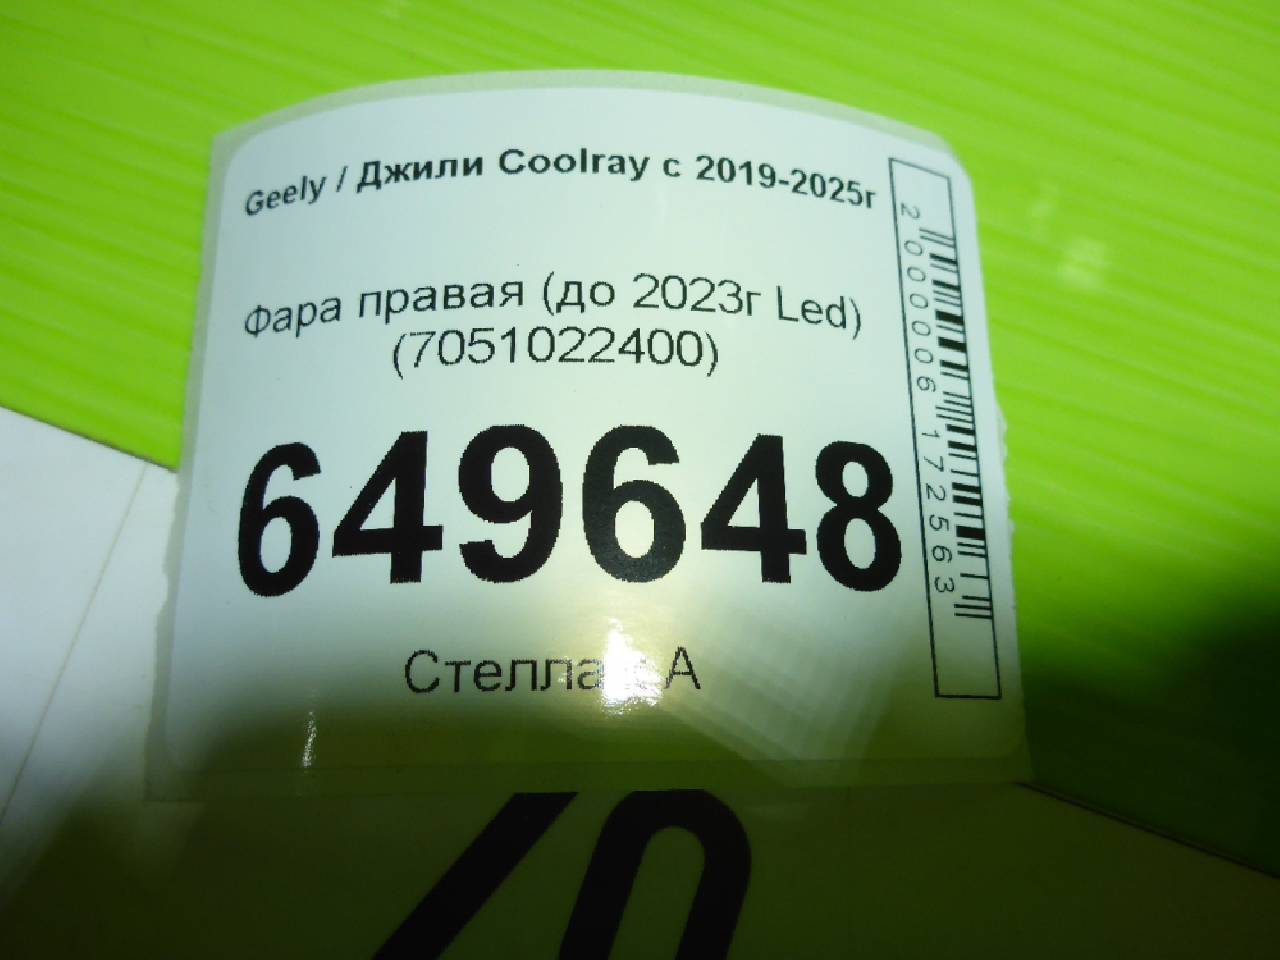 Geely / Джили Coolray с 2019-2025г
Фара правая (до 2023г Led)
(7051022400)
649648
Стеллаж А
2000006172563